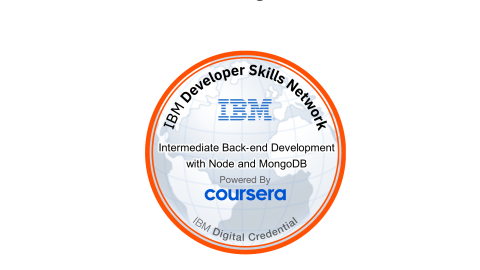 IBM Developer Skills Network
IBM
Intermediate Back-end Development
with Node and MongoDB
Powered By
coursera
IBM Digital Credential